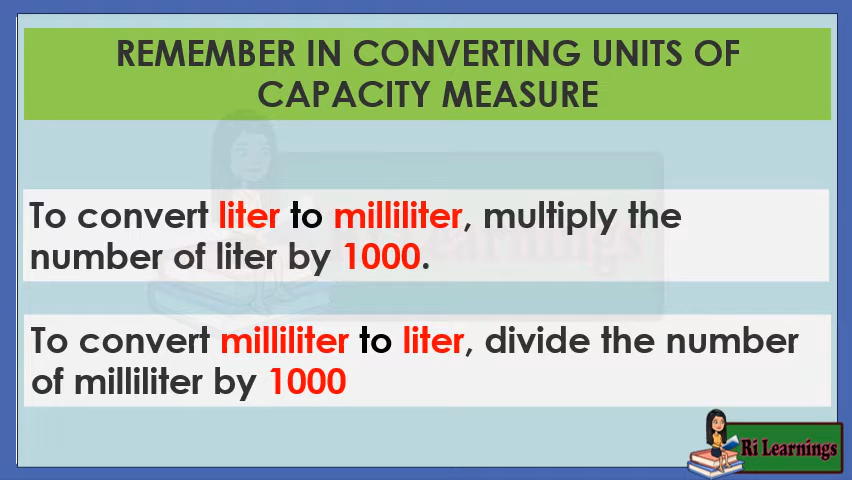 REMEMBER IN CONVERTING UNITS OF
CAPACITY MEASURE
To convert liter to milliliter, multiply the
number of liter by 1000.
To convert milliliter to liter, divide the number
of milliliter by 1000
Ri Learnings